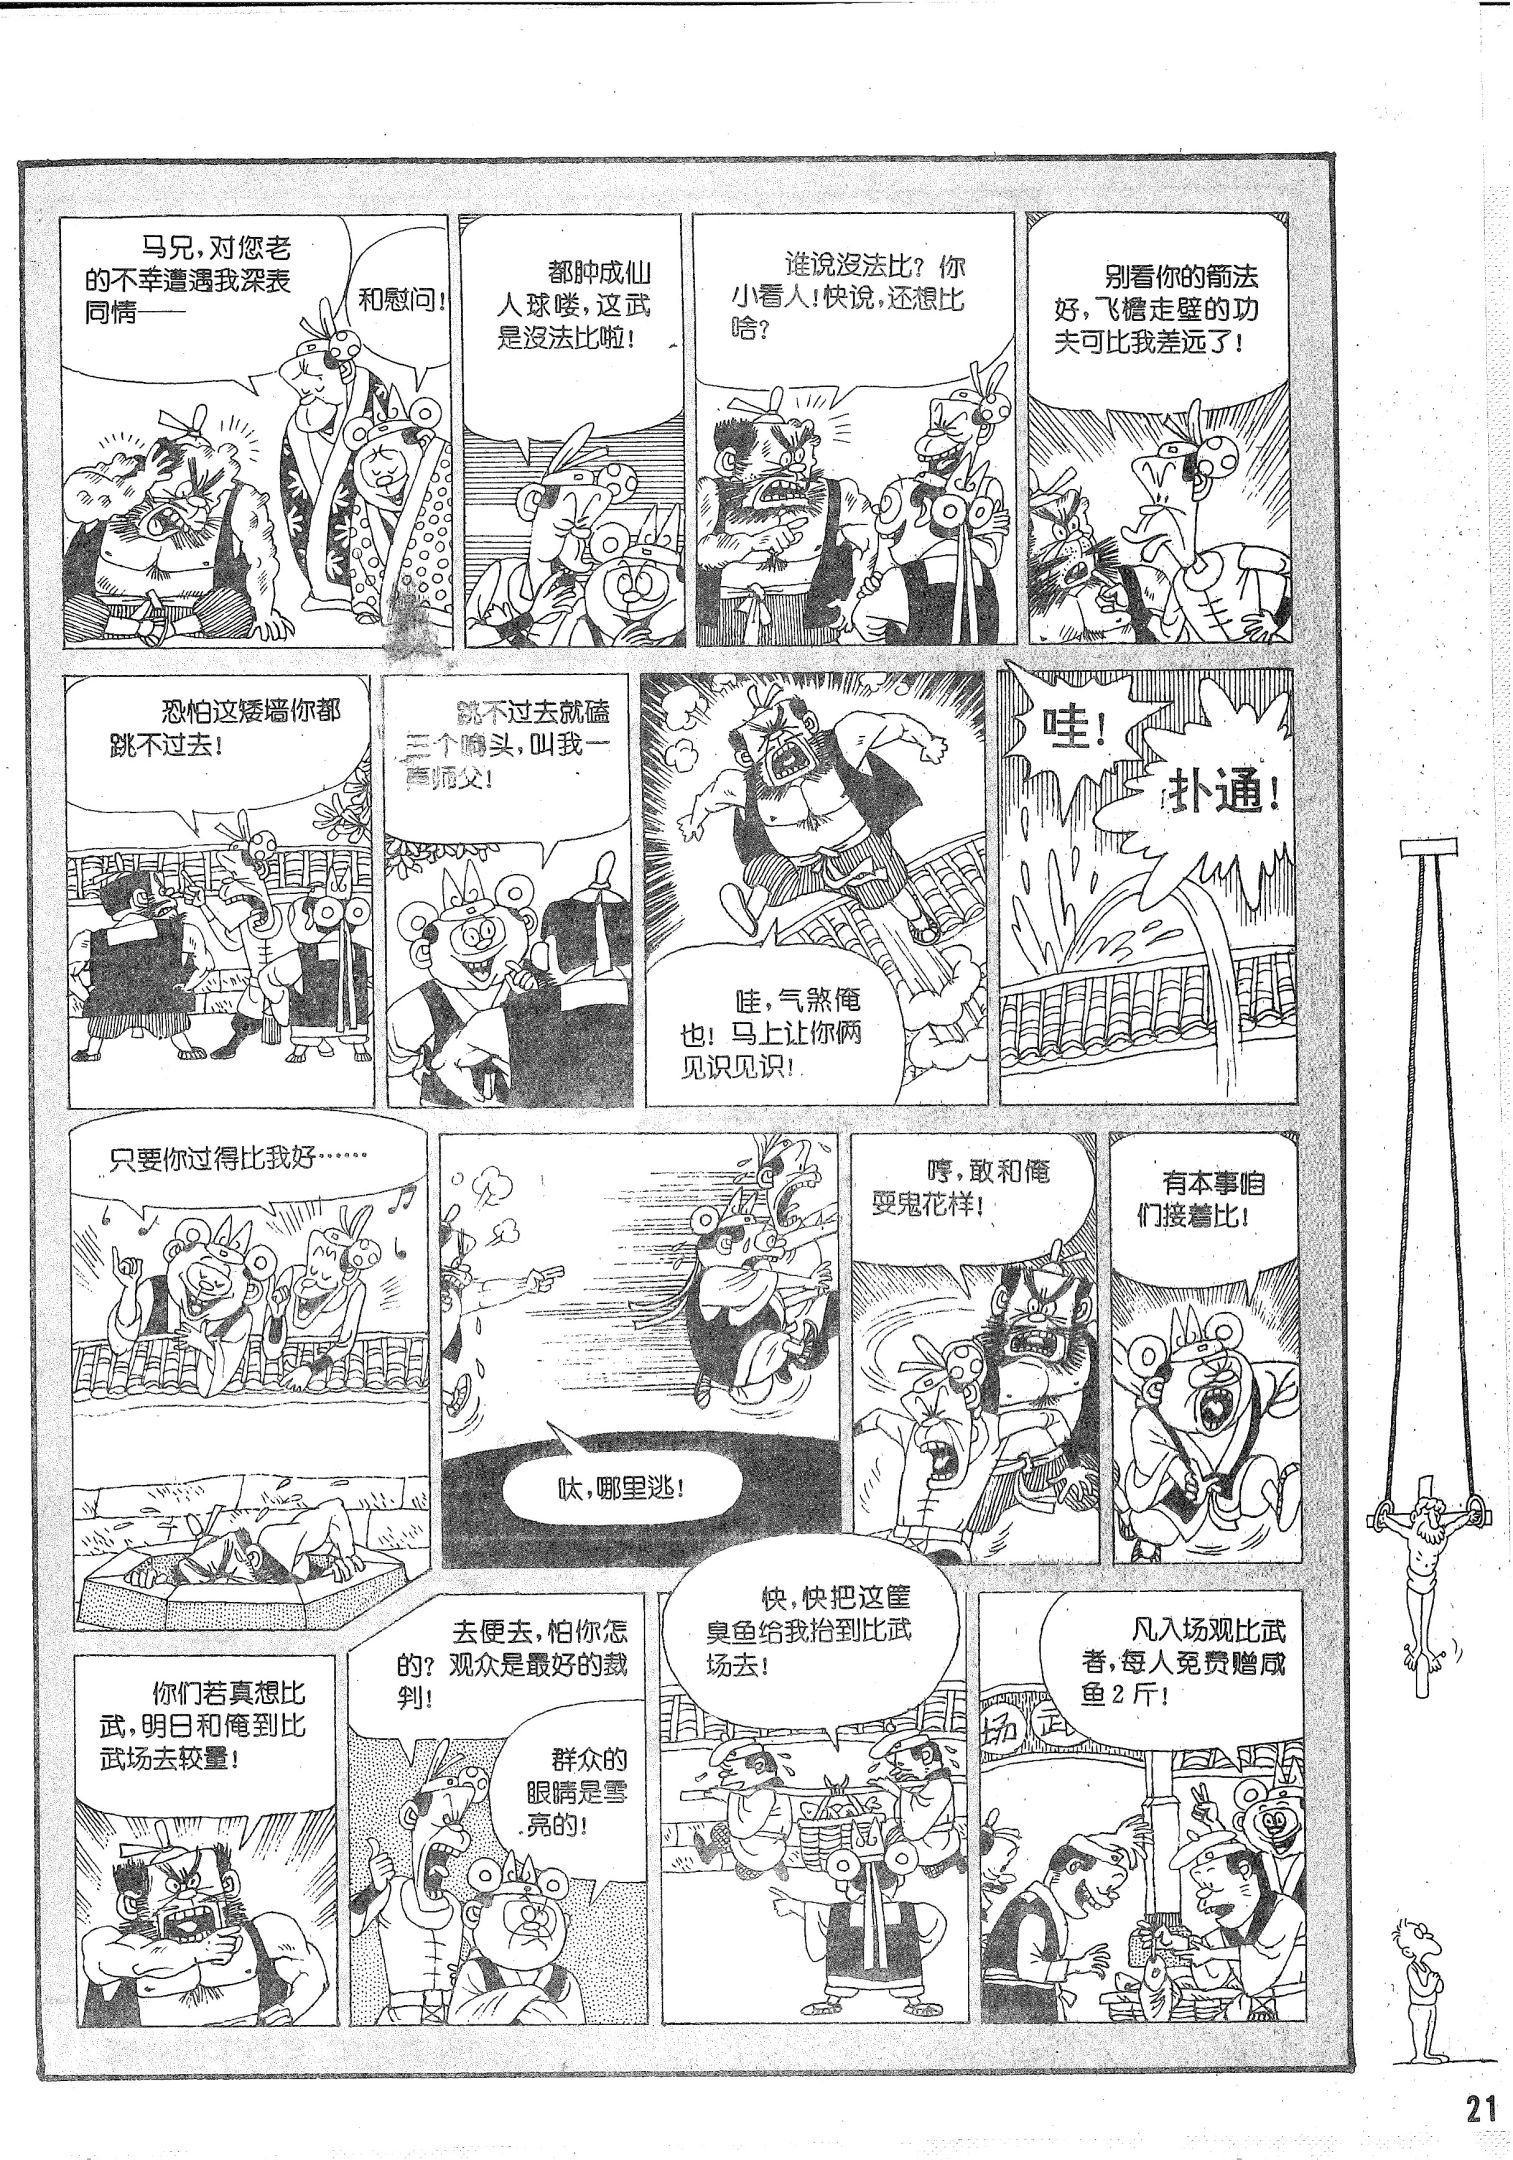 马兄，对您老
的不幸遭遇我深表
同情——
和慰问！
都肿成仙
人球喽，这武
是沒法比啦！
谁说沒法比？你
小看人！快说，还想比
啥？
别看你的箭法
好，飞檐走壁的功
夫可比我差远了！
恐怕这矮墙你都
跳不过去！
跳不过去就磕
三个响头，叫我一
声师父！
哇，气煞俺
也！马上让你俩
见识见识！
哇！
扑通！
只要你过得比我好……
呔，哪里逃！
哼，敢和俺
耍鬼花样！
有本事咱
们接着比！
你们若真想比
武，明日和俺到比
武场去较量！
去便去，怕你怎
的？观众是最好的裁
判！
群众的
眼睛是雪
亮的！
快，快把这筐
臭鱼给我抬到比武
场去！
凡入场观比武
者，每人免费赠咸
鱼2斤！
场武
21